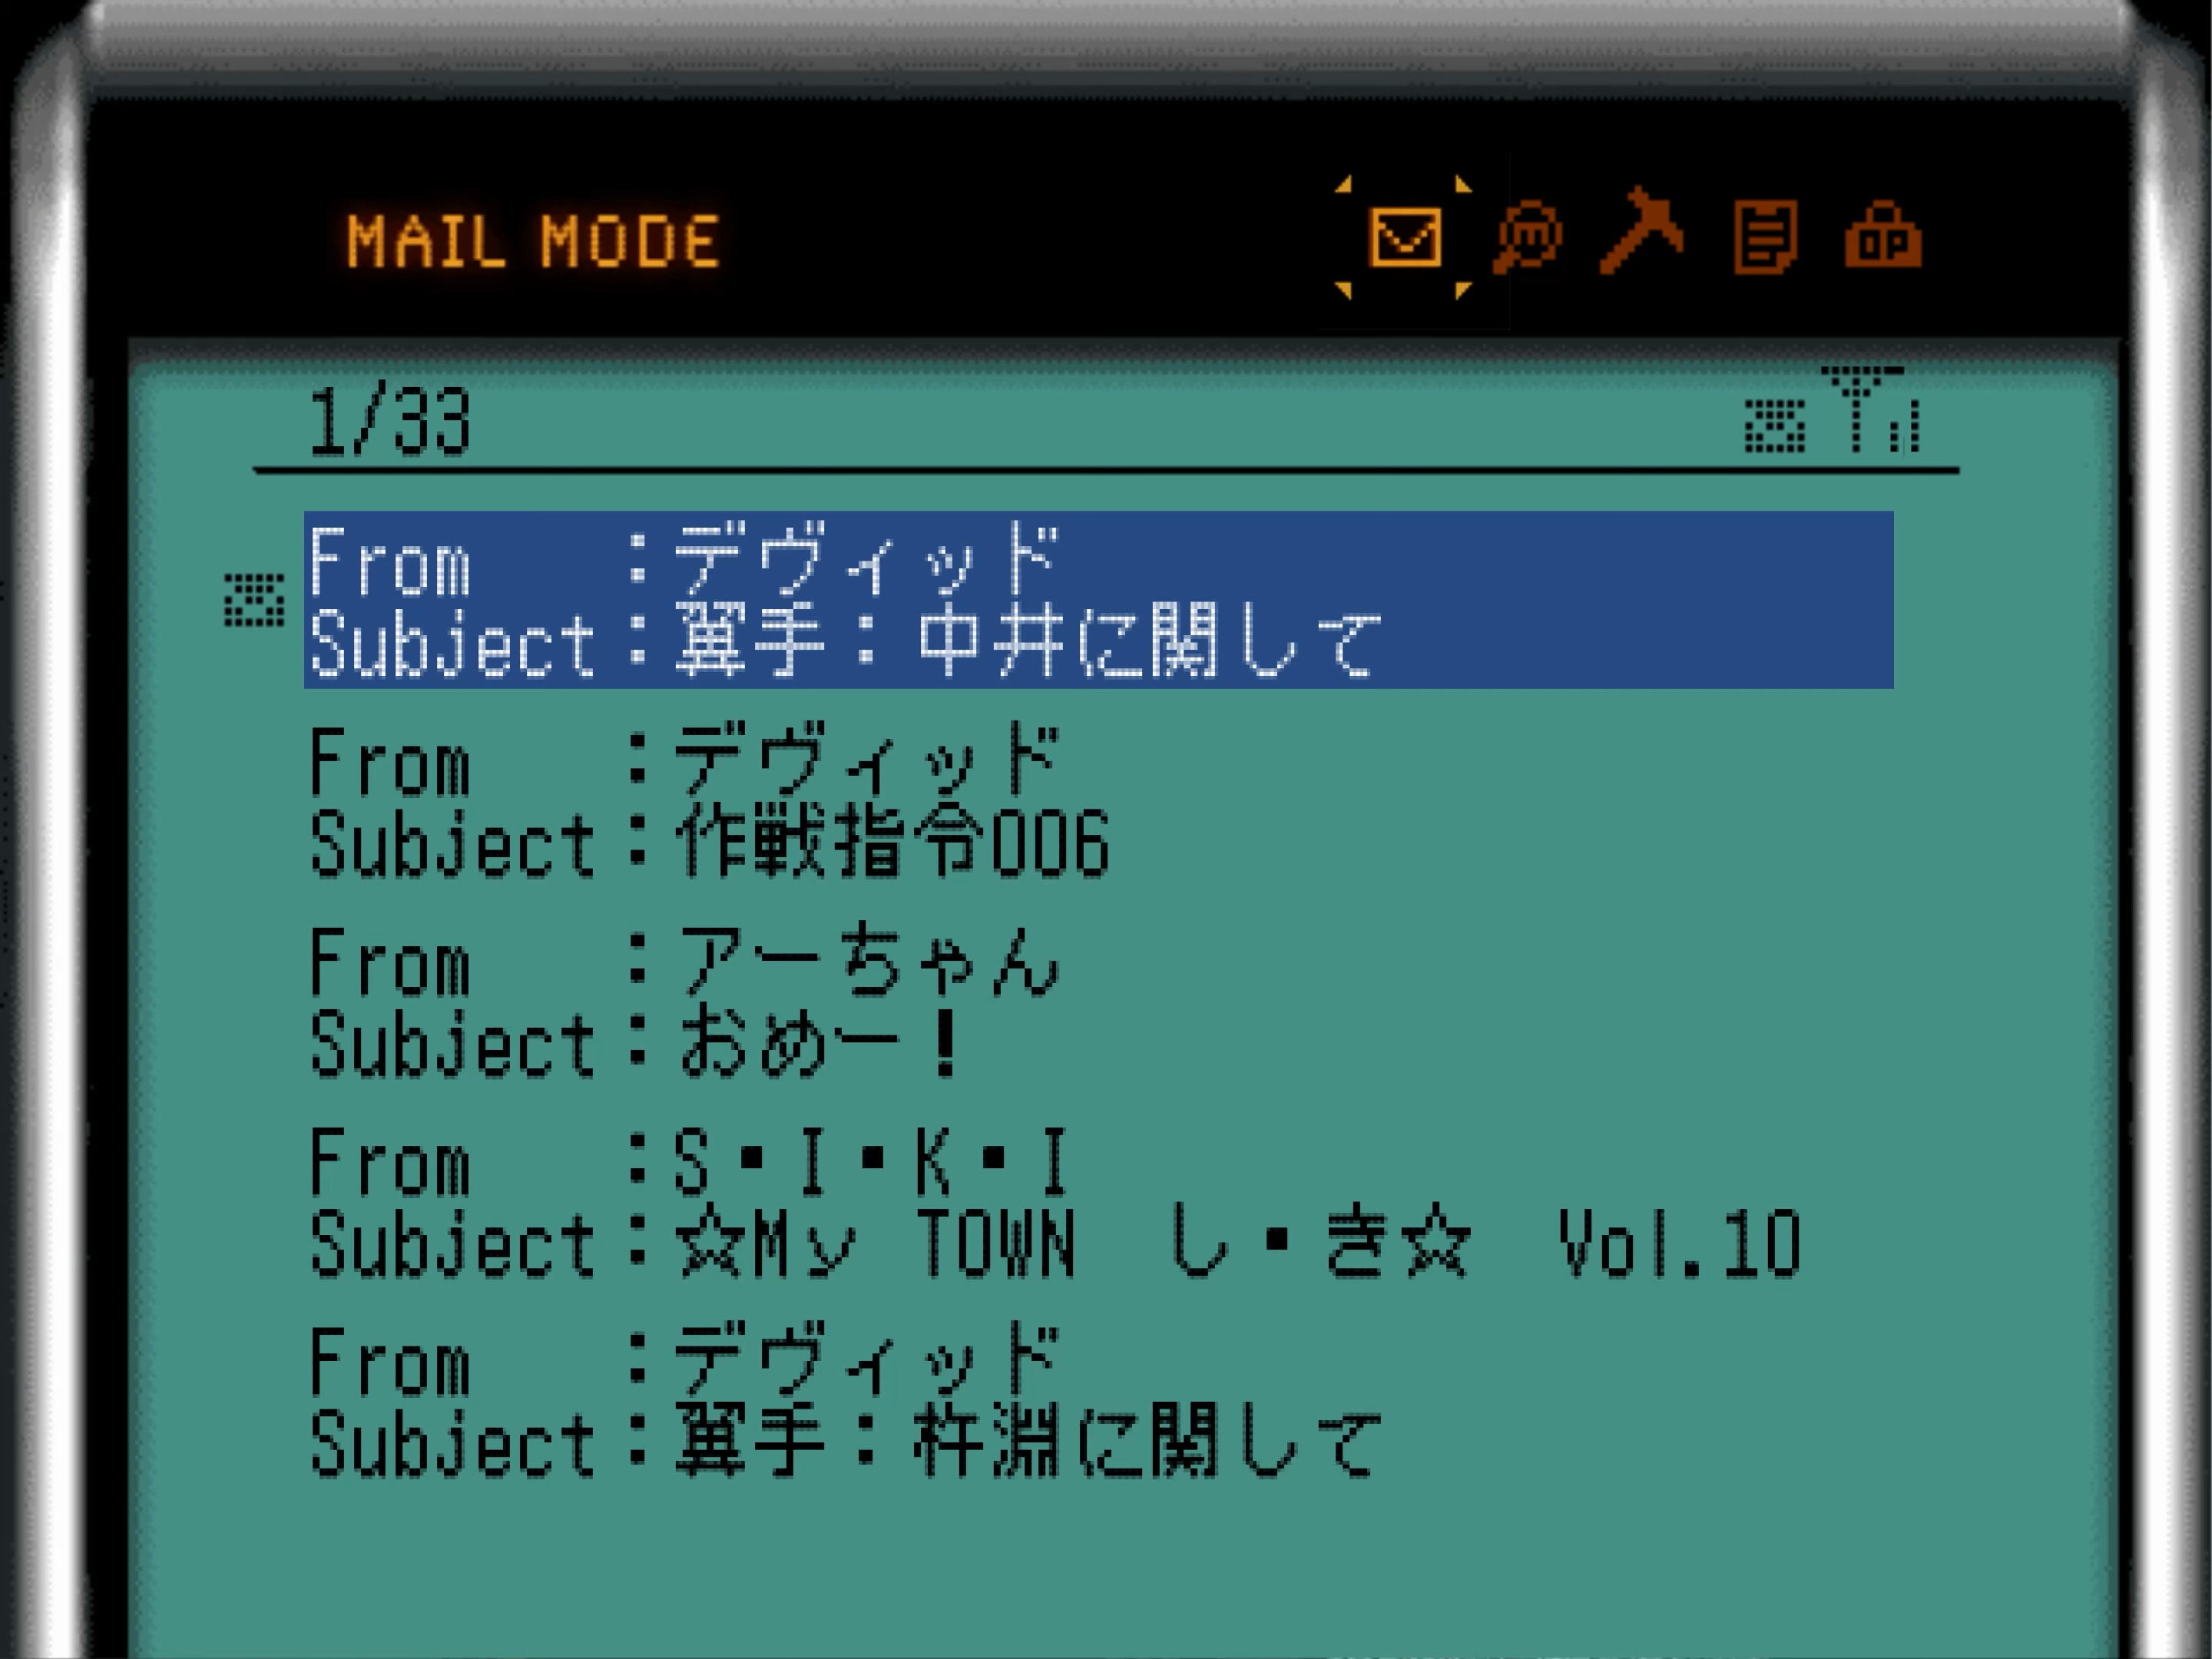 MAIL MODE
1/33
From :デヴィッド
Subject:翼手：中井に関して
From :デヴィッド
Subject:作戦指令006
From :アーちゃん
Subject:おめー！
From :S・I・K・I
Subject:☆My TOWN し・き☆ Vol.10
From :デヴィッド
Subject:翼手：杵淵に関して